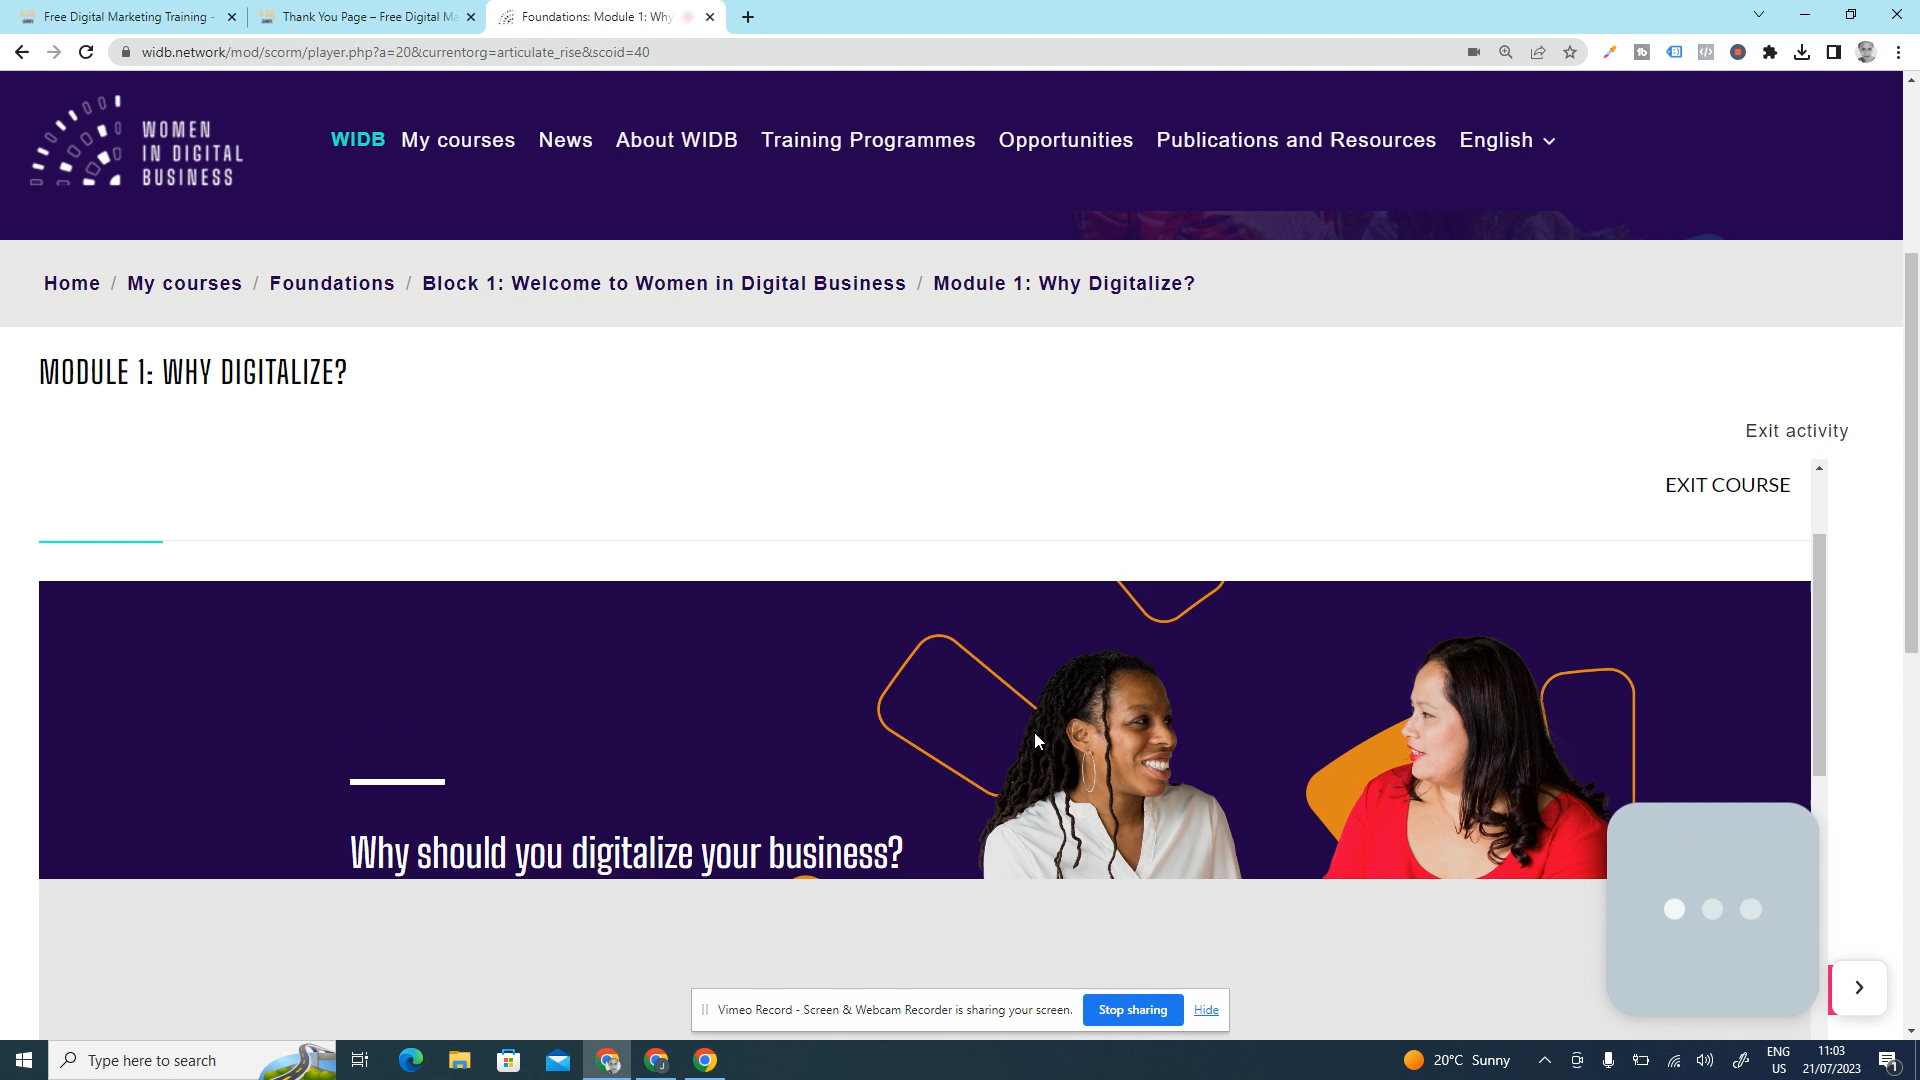 Free Digital Marketing Training -
Thank You Page – Free Digital Ma
Foundations: Module 1: Why
widb.network/mod/scorm/player.php?a=20&currentorg=articulate_rise&scoid=40
WOMEN
IN DIGITAL
BUSINESS
WIDB My courses News About WIDB Training Programmes Opportunities Publications and Resources English
Home / My courses / Foundations / Block 1: Welcome to Women in Digital Business / Module 1: Why Digitalize?
MODULE 1: WHY DIGITALIZE?
Exit activity
EXIT COURSE
Why should you digitalize your business?
Vimeo Record - Screen & Webcam Recorder is sharing your screen. Stop sharing Hide
Type here to search
20°C Sunny
ENG
US
11:03
21/07/2023
1